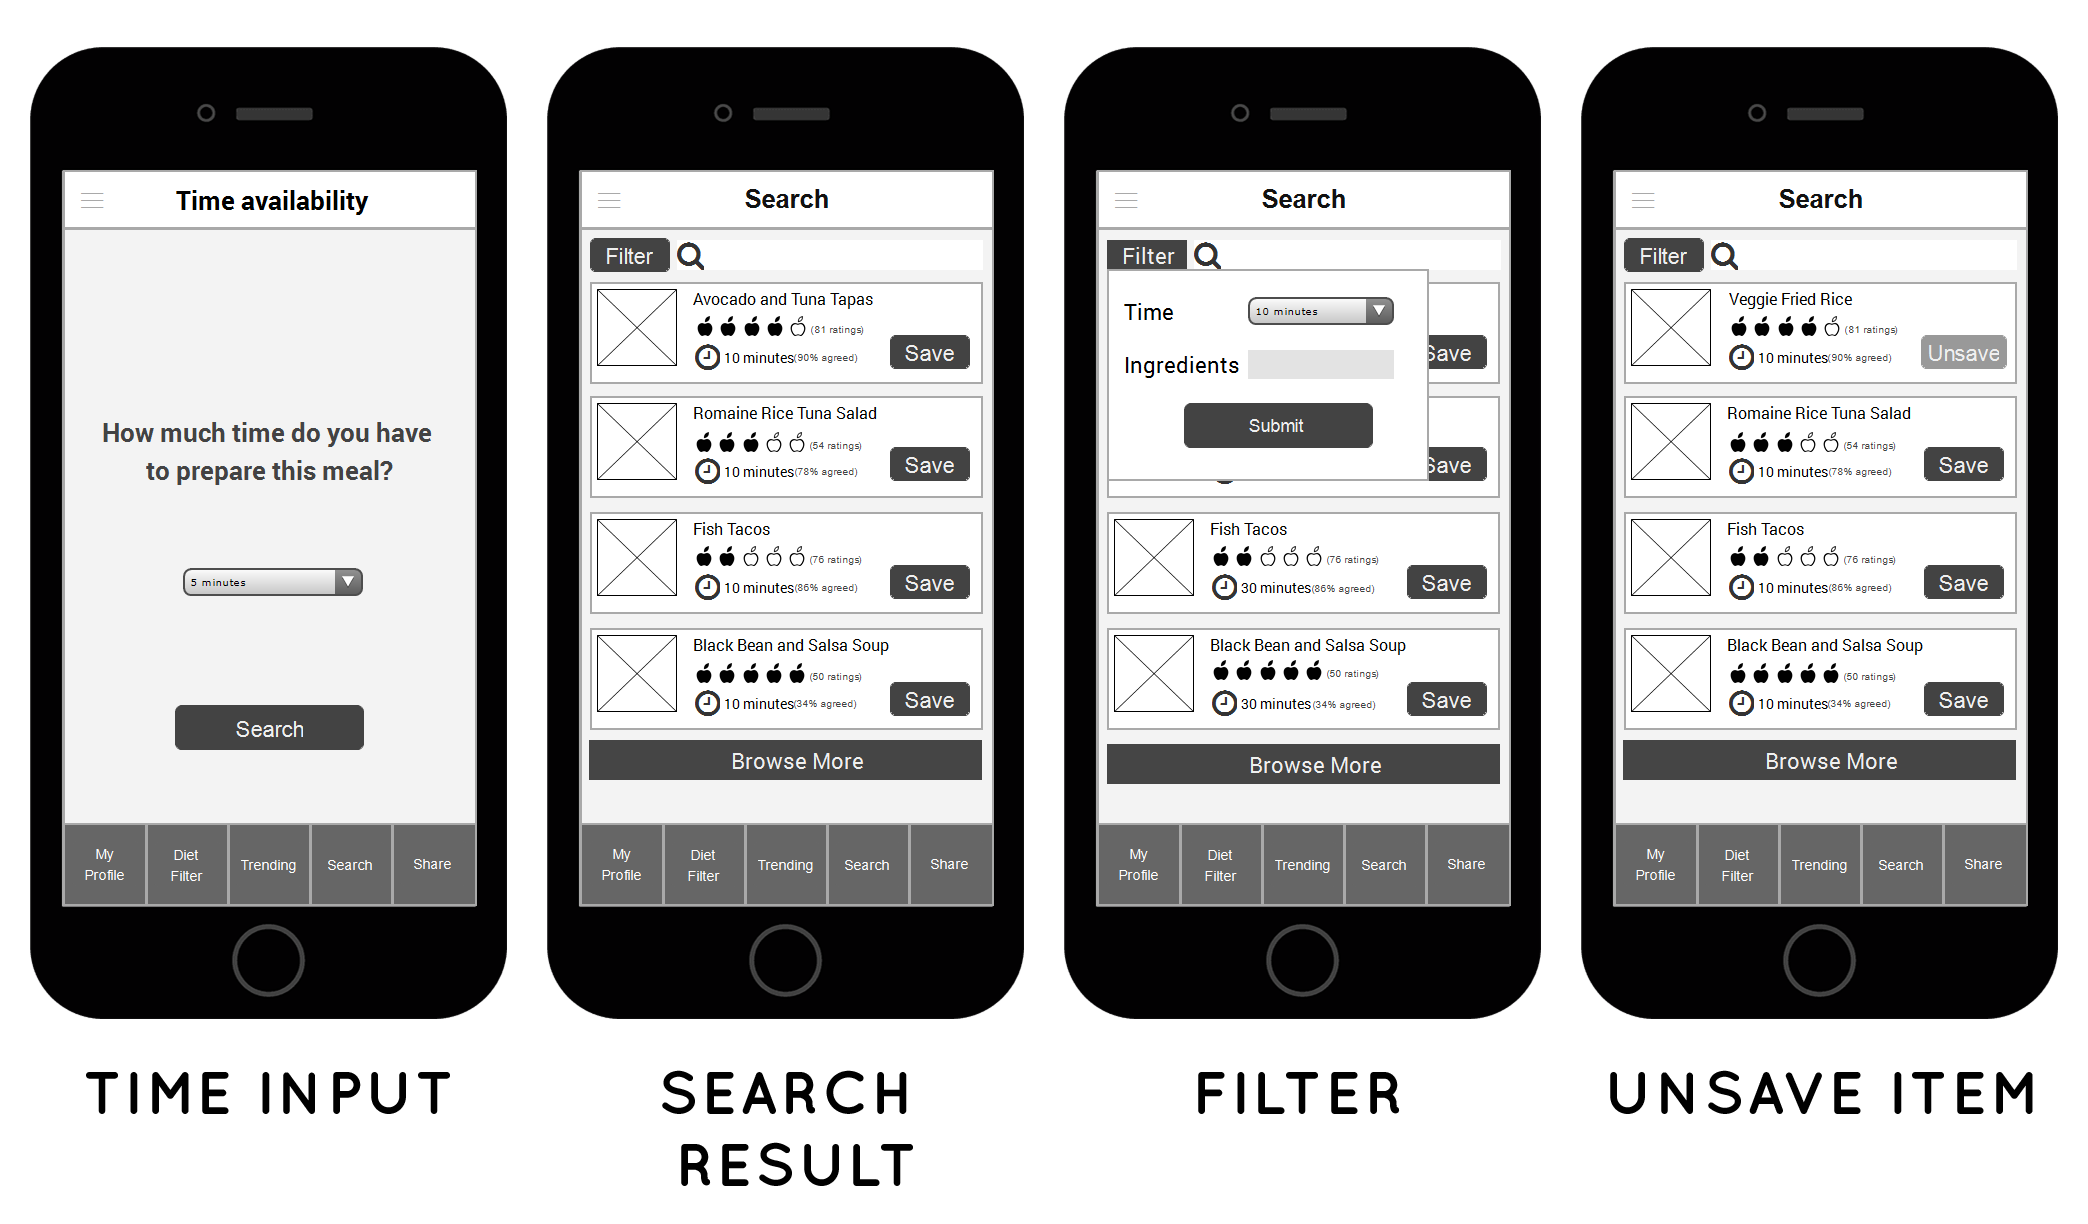 Time availability
How much time do you have
to prepare this meal?
5 minutes
Search
My
Profile
Diet
Filter
Trending
Search
Share
TIME INPUT
Search
Filter
Avocado and Tuna Tapas
(81 ratings)
10 minutes(90% agreed)
Save
Romaine Rice Tuna Salad
(54 ratings)
10 minutes(78% agreed)
Save
Fish Tacos
(76 ratings)
10 minutes(86% agreed)
Save
Black Bean and Salsa Soup
(50 ratings)
10 minutes(34% agreed)
Save
Browse More
My
Profile
Diet
Filter
Trending
Search
Share
SEARCH
RESULT
Search
Filter
Time
10 minutes
Save
Ingredients
Submit
Save
Fish Tacos
(76 ratings)
30 minutes(86% agreed)
Save
Black Bean and Salsa Soup
(50 ratings)
30 minutes (34% agreed)
Save
Browse More
My
Profile
Diet
Filter
Trending
Search
Share
FILTER
Search
Filter
Veggie Fried Rice
(81 ratings)
10 minutes(90% agreed)
Unsave
Romaine Rice Tuna Salad
(54 ratings)
10 minutes(78% agreed)
Save
Fish Tacos
(76 ratings)
10 minutes(86% agreed)
Save
Black Bean and Salsa Soup
(50 ratings)
10 minutes(34% agreed)
Save
Browse More
My
Profile
Diet
Filter
Trending
Search
Share
UNSAVE ITEM